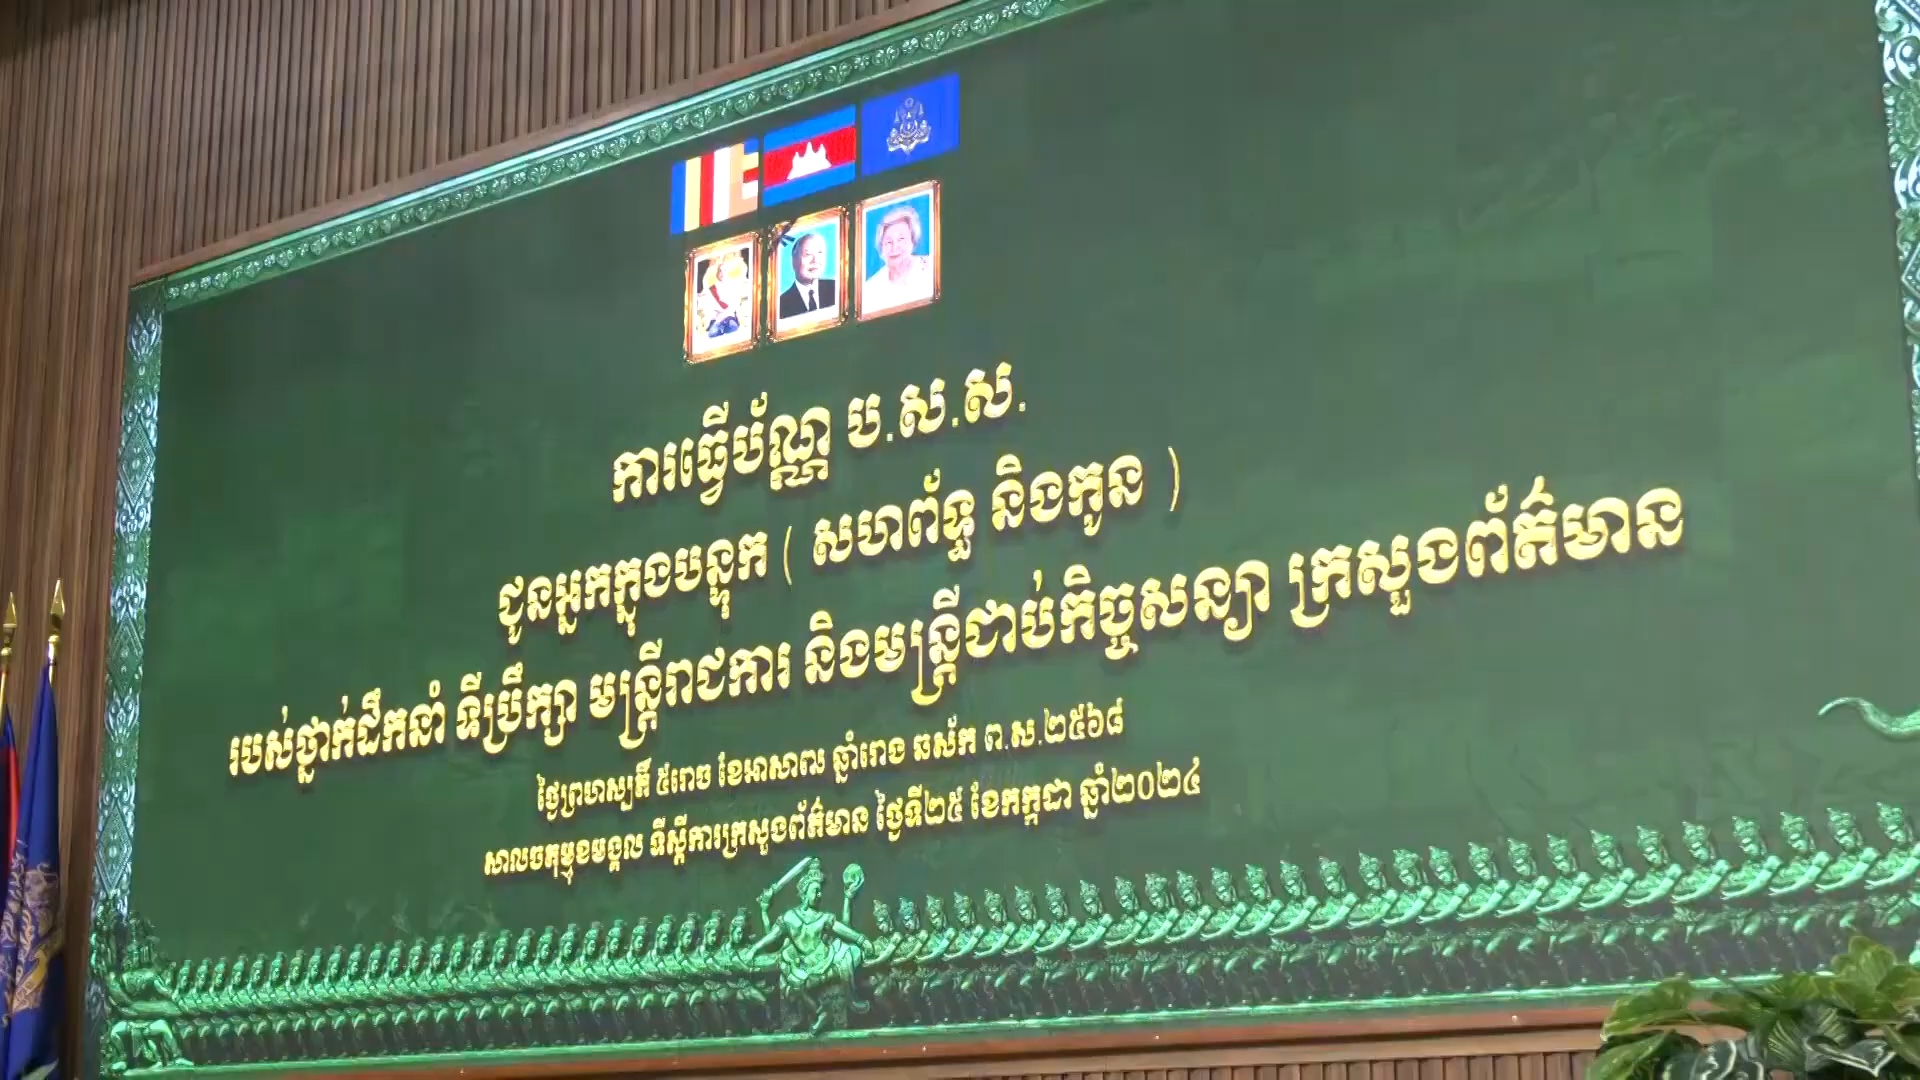 ការធ្វើប័ណ្ណ ប.ស.ស.
ជូនអ្នកក្នុងបន្ទុក ( សហព័ទ្ធ និងកូន )
របស់ថ្នាក់ដឹកនាំ ទីប្រឹក្សា មន្ត្រីរាជការ និងមន្ត្រីជាប់កិច្ចសន្យា ក្រសួងព័ត៌មាន
ថ្ងៃព្រហស្បតិ៍ ៥រោច ខែអាសាឍ ឆ្នាំរោង ឆស័ក ព.ស.២៥៦៨
សាលចតុម្មុខមង្គល ទីស្តីការក្រសួងព័ត៌មាន ថ្ងៃទី២៥ ខែកក្កដា ឆ្នាំ២០២៤